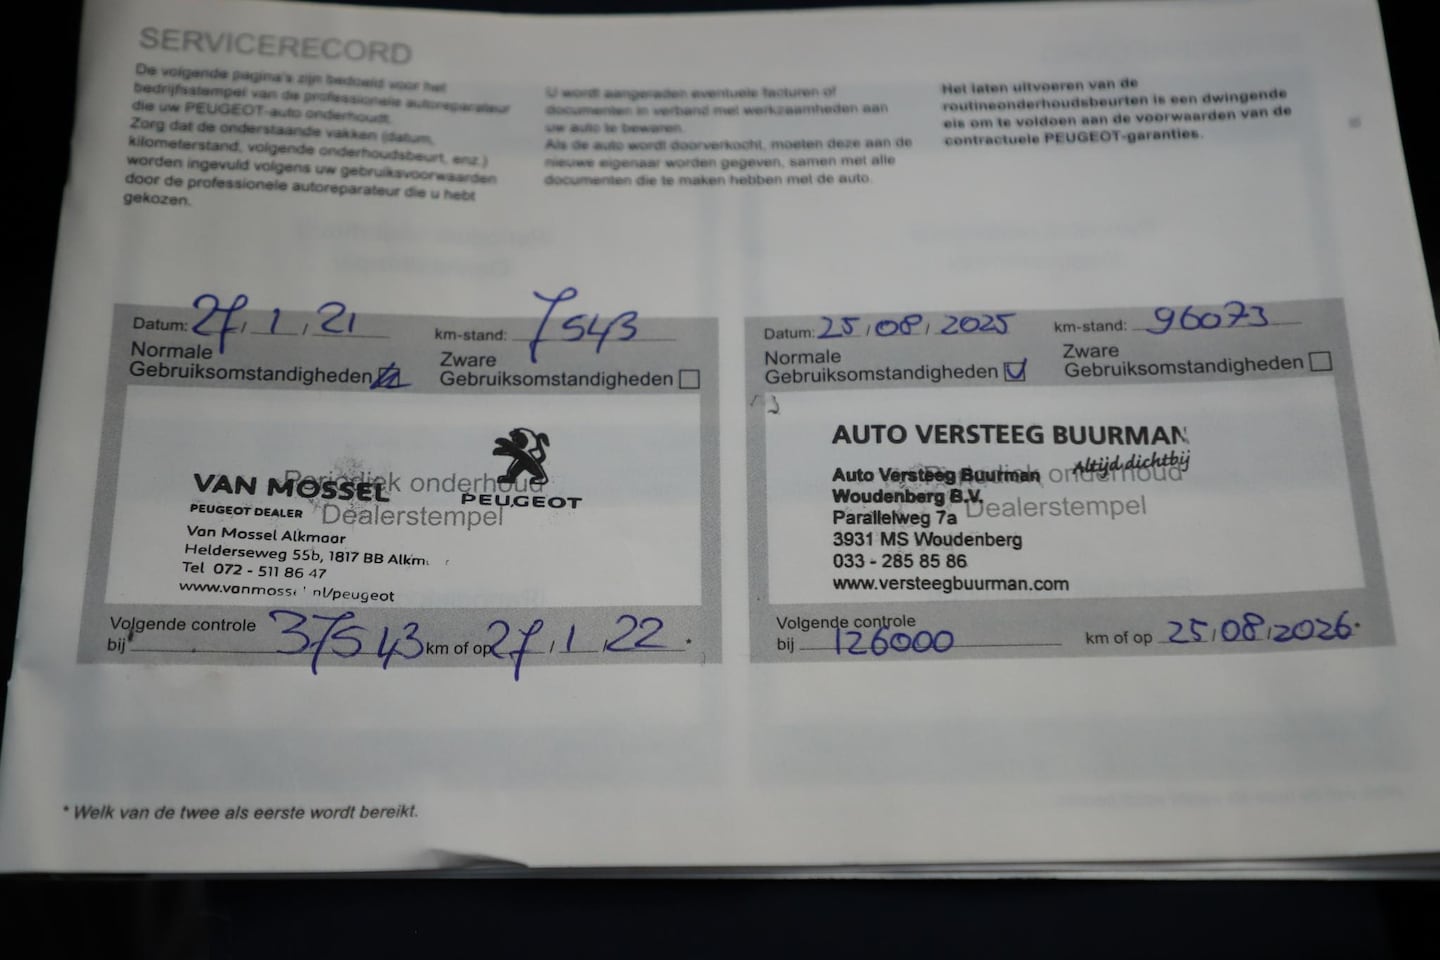 SERVICERECORD
De volgende pagina's zijn bedoeld voor het
bedrijfsstempel van de professionele autoreparateur
die uw PEUGEOT-auto onderhoudt.
Zorg dat de onderstaande vakken (datum,
kilometerstand, volgende onderhoudsbeurt, enz.)
worden ingevuld volgens uw gebruiksvoorwaarden
door de professionele autoreparateur die u hebt
gekozen.
U wordt aangeraden eventuele facturen of
documenten in verband met werkzaamheden aan
uw auto te bewaren.
Als de auto wordt doorverkocht, moeten deze aan de
nieuwe eigenaar worden gegeven, samen met alle
documenten die te maken hebben met de auto.
Het laten uitvoeren van de
routineonderhoudsbeurten is een dwingende
eis om te voldoen aan de voorwaarden van de
contractuele PEUGEOT-garanties.
Datum: 27/1/21 km-stand: 7543
Normale
Gebruiksomstandigheden
Zware
Gebruiksomstandigheden
Periodiek onderhoud
Dealerstempel
VAN MOSSEL
PEUGEOT DEALER
PEUGEOT
Van Mossel Alkmaar
Helderseweg 55b, 1817 BB Alkm
Tel 072 - 511 86 47
www.vanmoss nl/peugeot
Volgende controle
bij 37543 km of op 27/1/22 *
Datum: 25/08/2025 km-stand: 96073
Normale
Gebruiksomstandigheden
Zware
Gebruiksomstandigheden
AUTO VERSTEEG BUURMAN
Altijd dichtbij
Periodiek onderhoud
Dealerstempel
Auto Versteeg Buurman
Woudenberg B.V.
Parallelweg 7a
3931 MS Woudenberg
033 - 285 85 86
www.versteegbuurman.com
Volgende controle
bij 126000 km of op 25/08/2026 *
* Welk van de twee als eerste wordt bereikt.